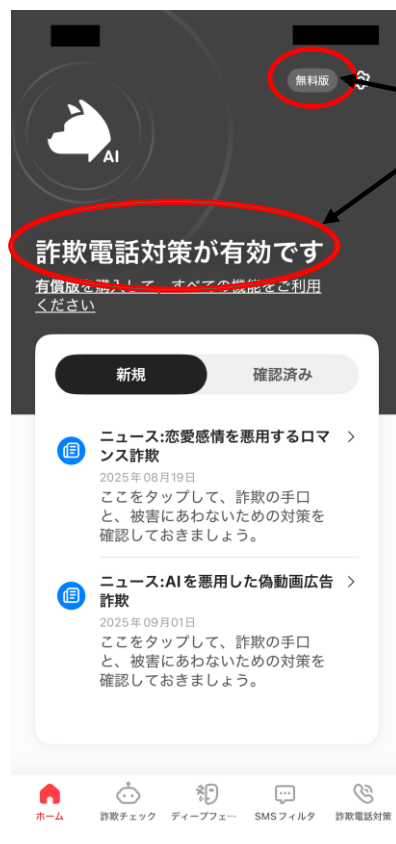 無料版
AI
詐欺電話対策が有効です
有償版を購入して、すべての機能をご利用
ください
新規
確認済み
ニュース:恋愛感情を悪用するロマ
ンス詐欺
2025年08月19日
ここをタップして、詐欺の手口
と、被害にあわないための対策を
確認しておきましょう。
ニュース:AIを悪用した偽動画広告
詐欺
2025年09月01日
ここをタップして、詐欺の手口
と、被害にあわないための対策を
確認しておきましょう。
ホーム
詐欺チェック
ディープフェ…
SMSフィルタ
詐欺電話対策